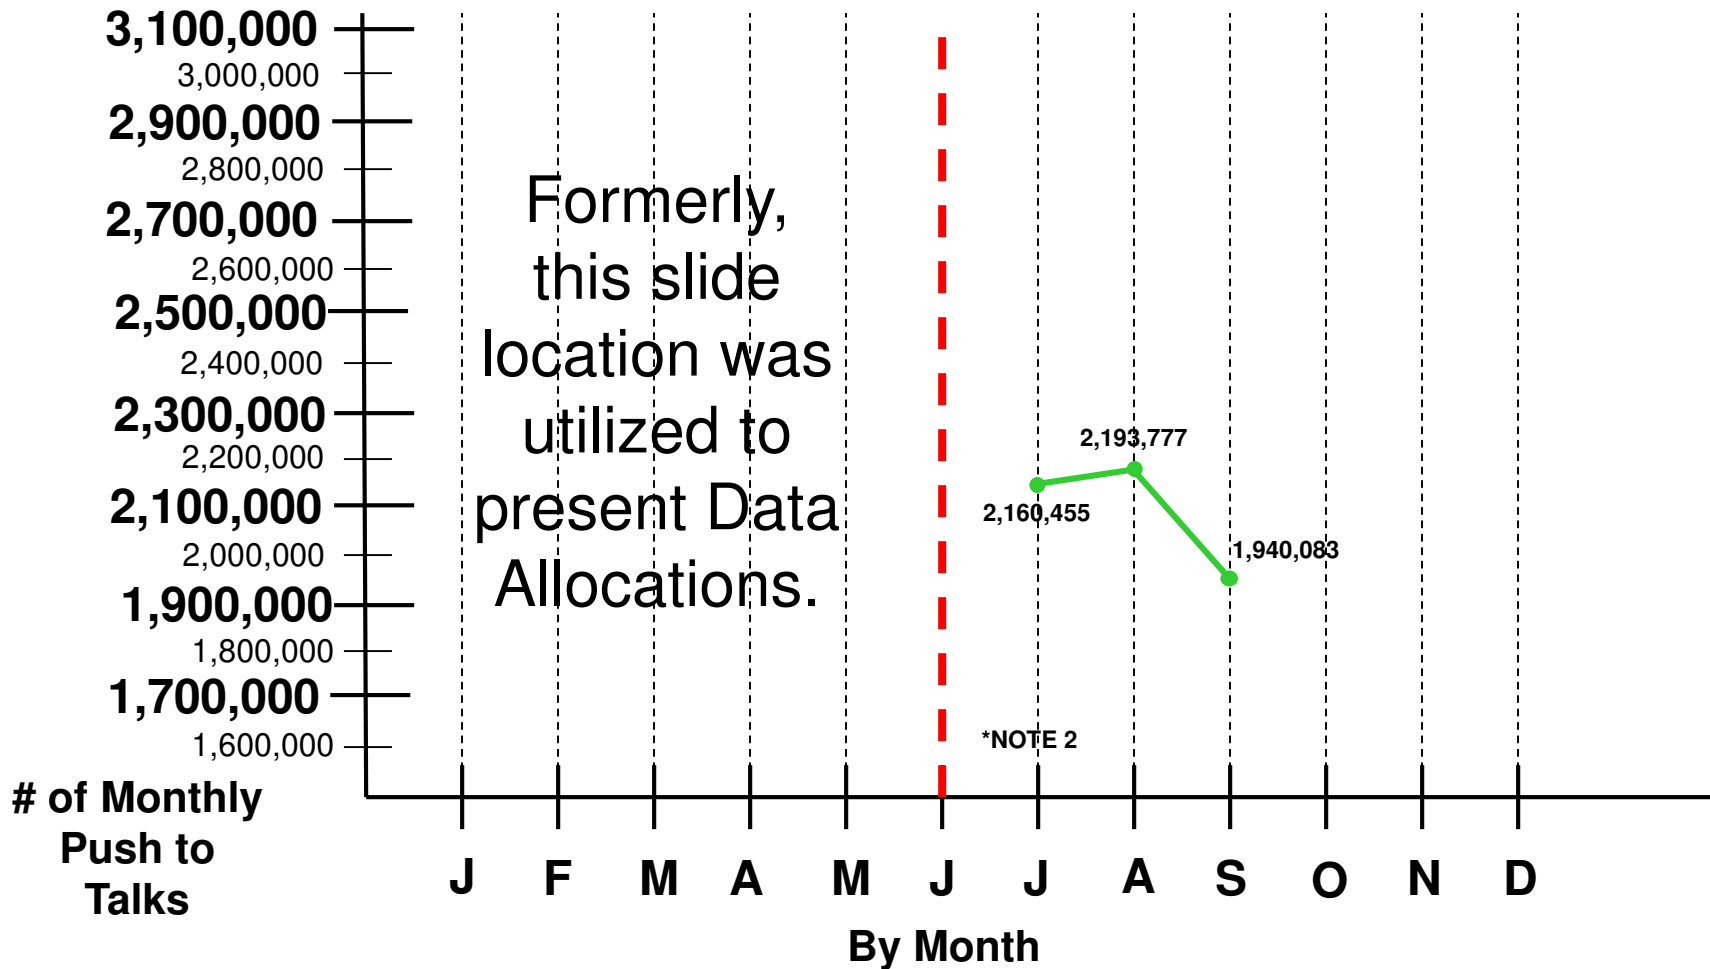 3,100,000
3,000,000
2,900,000
2,800,000
2,700,000
2,600,000
2,500,000
2,400,000
2,300,000
2,200,000
2,100,000
2,000,000
1,900,000
1,800,000
1,700,000
1,600,000
# of Monthly
Push to
Talks
Formerly,
this slide
location was
utilized to
present Data
Allocations.
2,160,455
2,193,777
1,940,083
*NOTE 2
J F M A M J J A S O N D
By Month